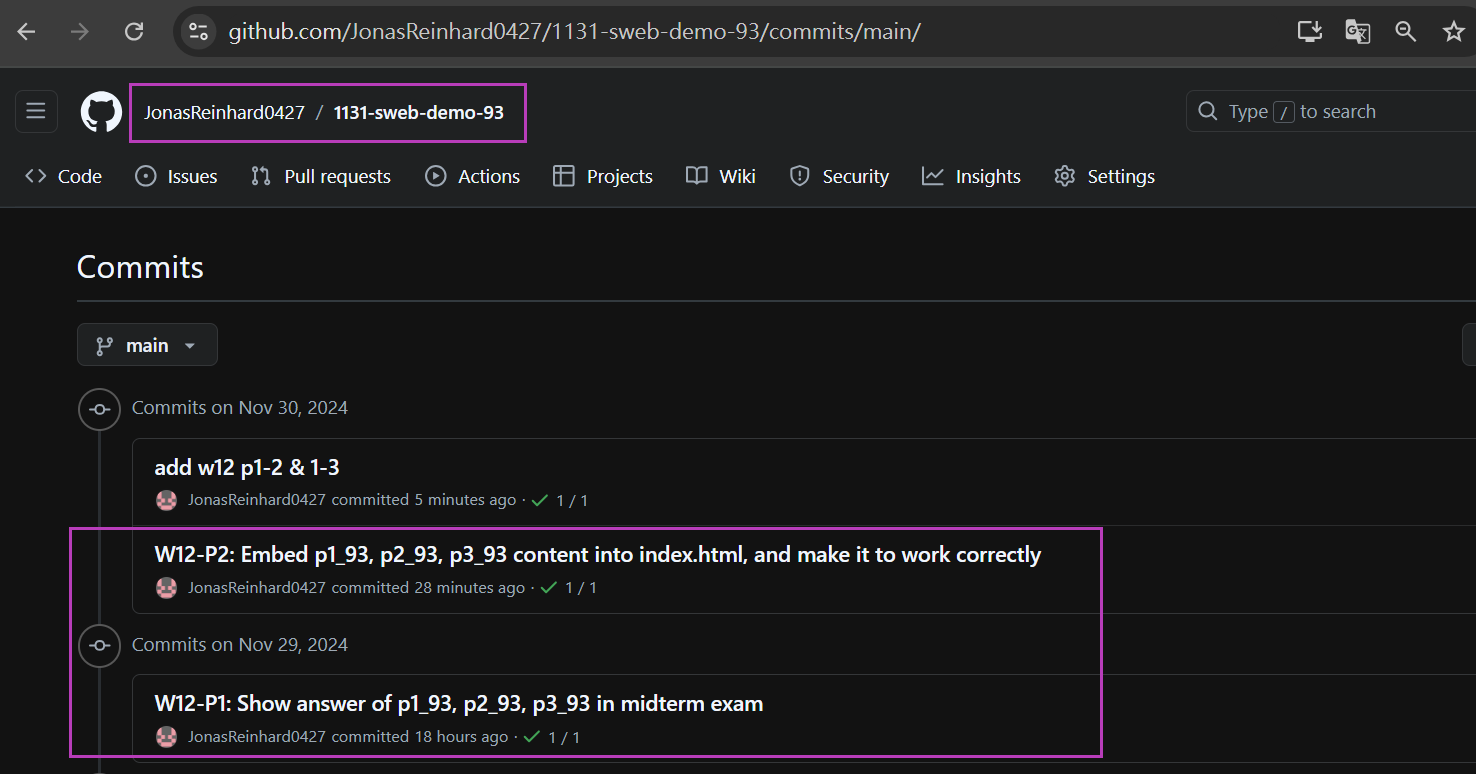 github.com/JonasReinhard0427/1131-sweb-demo-93/commits/main/
JonasReinhard0427 / 1131-sweb-demo-93
Type / to search
Code Issues Pull requests Actions Projects Wiki Security Insights Settings
Commits
main
Commits on Nov 30, 2024
add w12 p1-2 & 1-3
JonasReinhard0427 committed 5 minutes ago · 1 / 1
W12-P2: Embed p1_93, p2_93, p3_93 content into index.html, and make it to work correctly
JonasReinhard0427 committed 28 minutes ago · 1 / 1
Commits on Nov 29, 2024
W12-P1: Show answer of p1_93, p2_93, p3_93 in midterm exam
JonasReinhard0427 committed 18 hours ago · 1 / 1